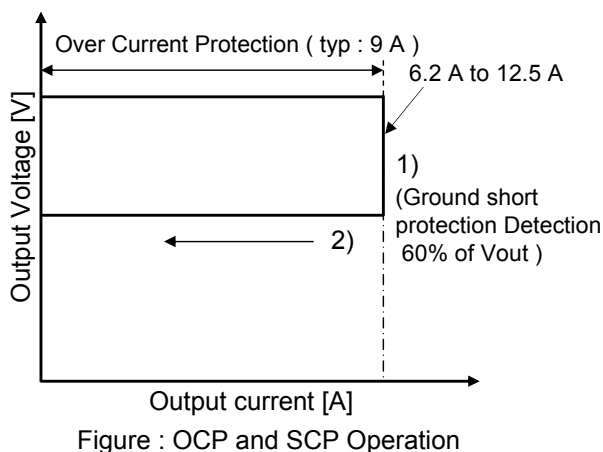 Over Current Protection ( typ : 9 A )
6.2 A to 12.5 A
Output Voltage [V]
1)
(Ground short
protection Detection
60% of Vout )
2)
Output current [A]
Figure : OCP and SCP Operation